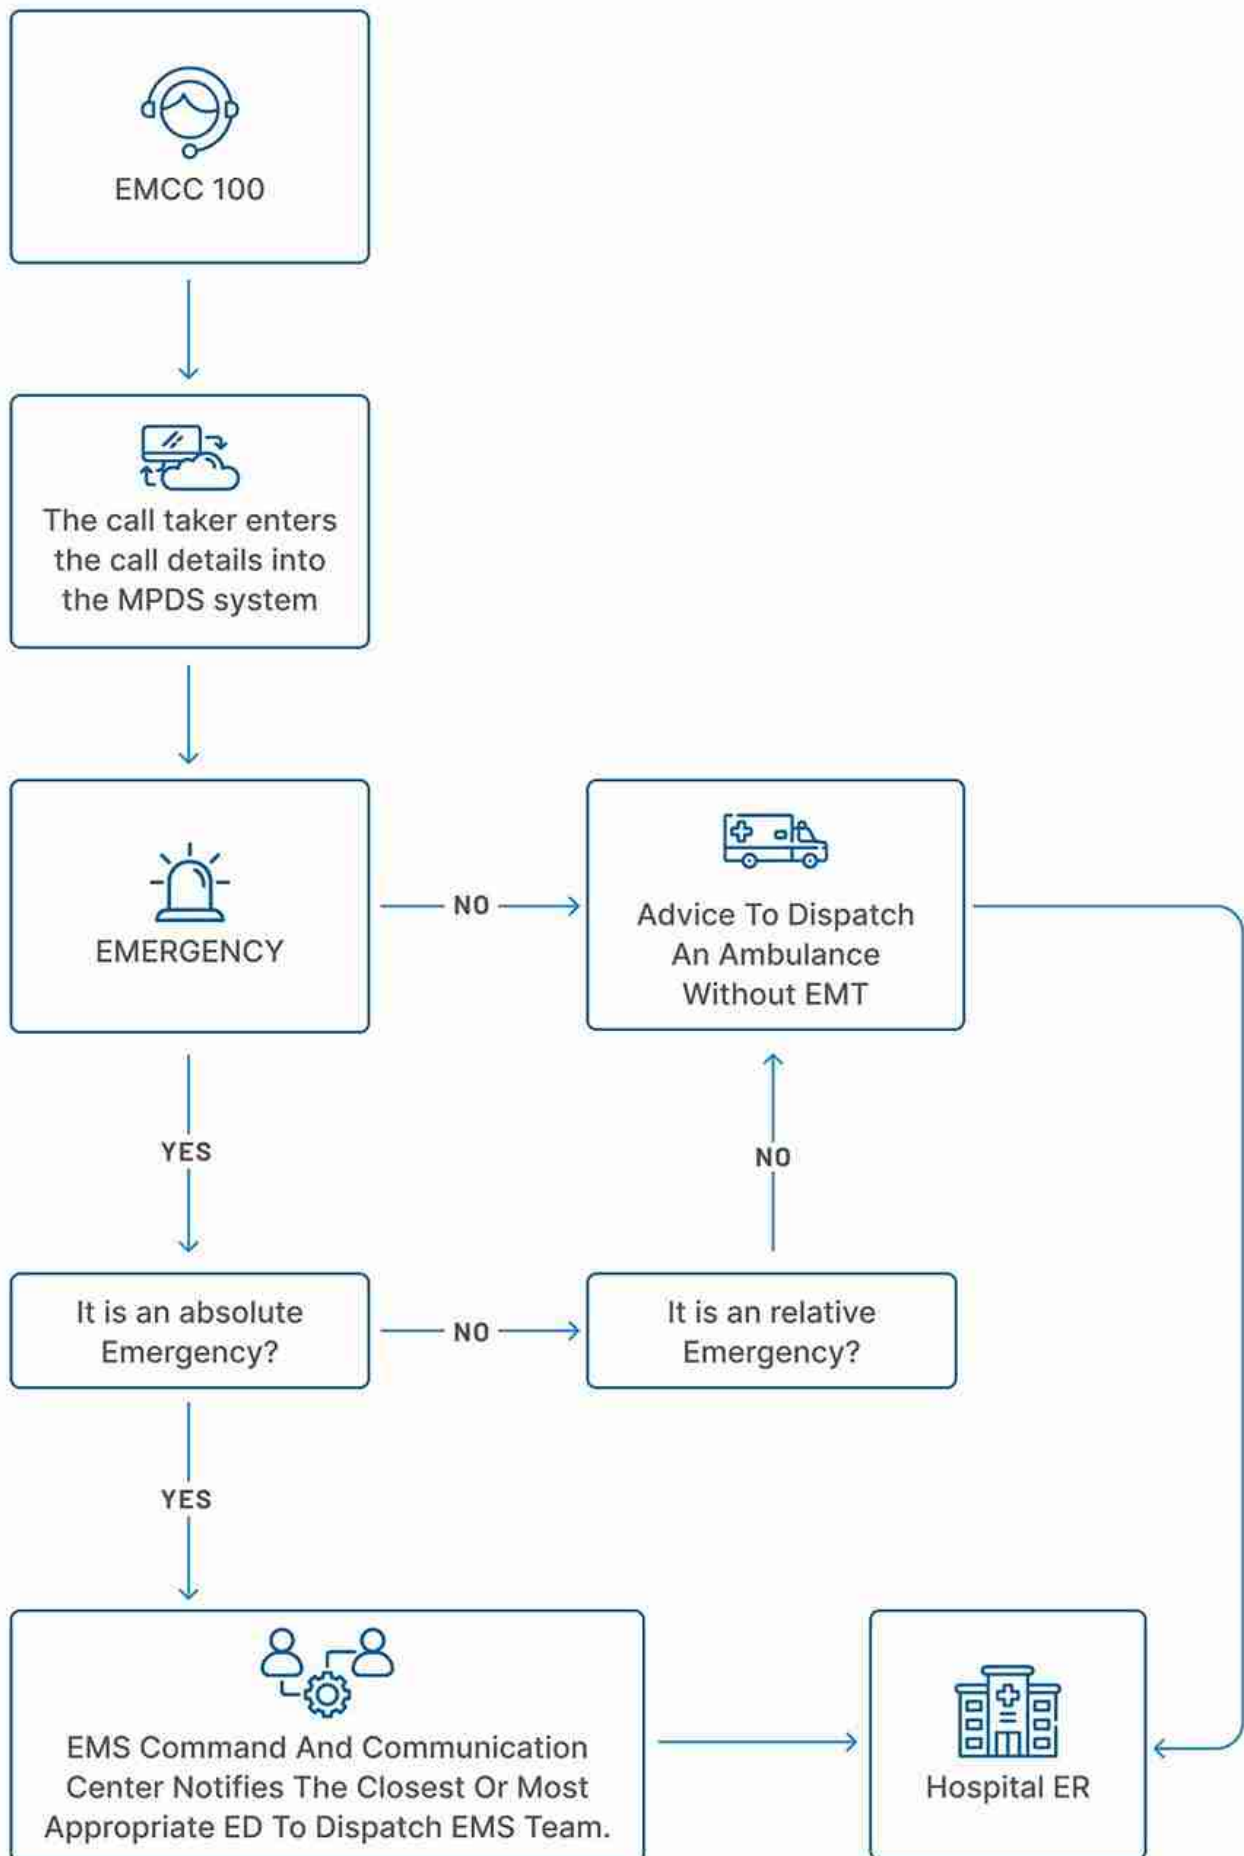 EMCC 100
The call taker enters
the call details into
the MPDS system
EMERGENCY
NO
Advice To Dispatch
An Ambulance
Without EMT
YES
NO
It is an absolute
Emergency?
NO
It is an relative
Emergency?
YES
EMS Command And Communication
Center Notifies The Closest Or Most
Appropriate ED To Dispatch EMS Team.
Hospital ER